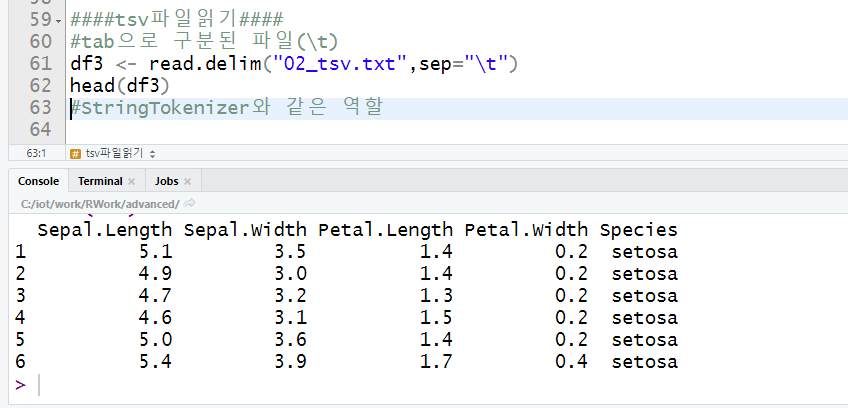 59 ####tsv파일읽기####
60 #tab으로 구분된 파일(\t)
61 df3 <- read.delim("02_tsv.txt",sep="\t")
62 head(df3)
63 #StringTokenizer와 같은 역할
64
63:1 # tsv파일읽기
Console Terminal × Jobs ×
C:/iot/work/RWork/advanced/
Sepal.Length Sepal.Width Petal.Length Petal.Width Species
1 5.1 3.5 1.4 0.2 setosa
2 4.9 3.0 1.4 0.2 setosa
3 4.7 3.2 1.3 0.2 setosa
4 4.6 3.1 1.5 0.2 setosa
5 5.0 3.6 1.4 0.2 setosa
6 5.4 3.9 1.7 0.4 setosa
>